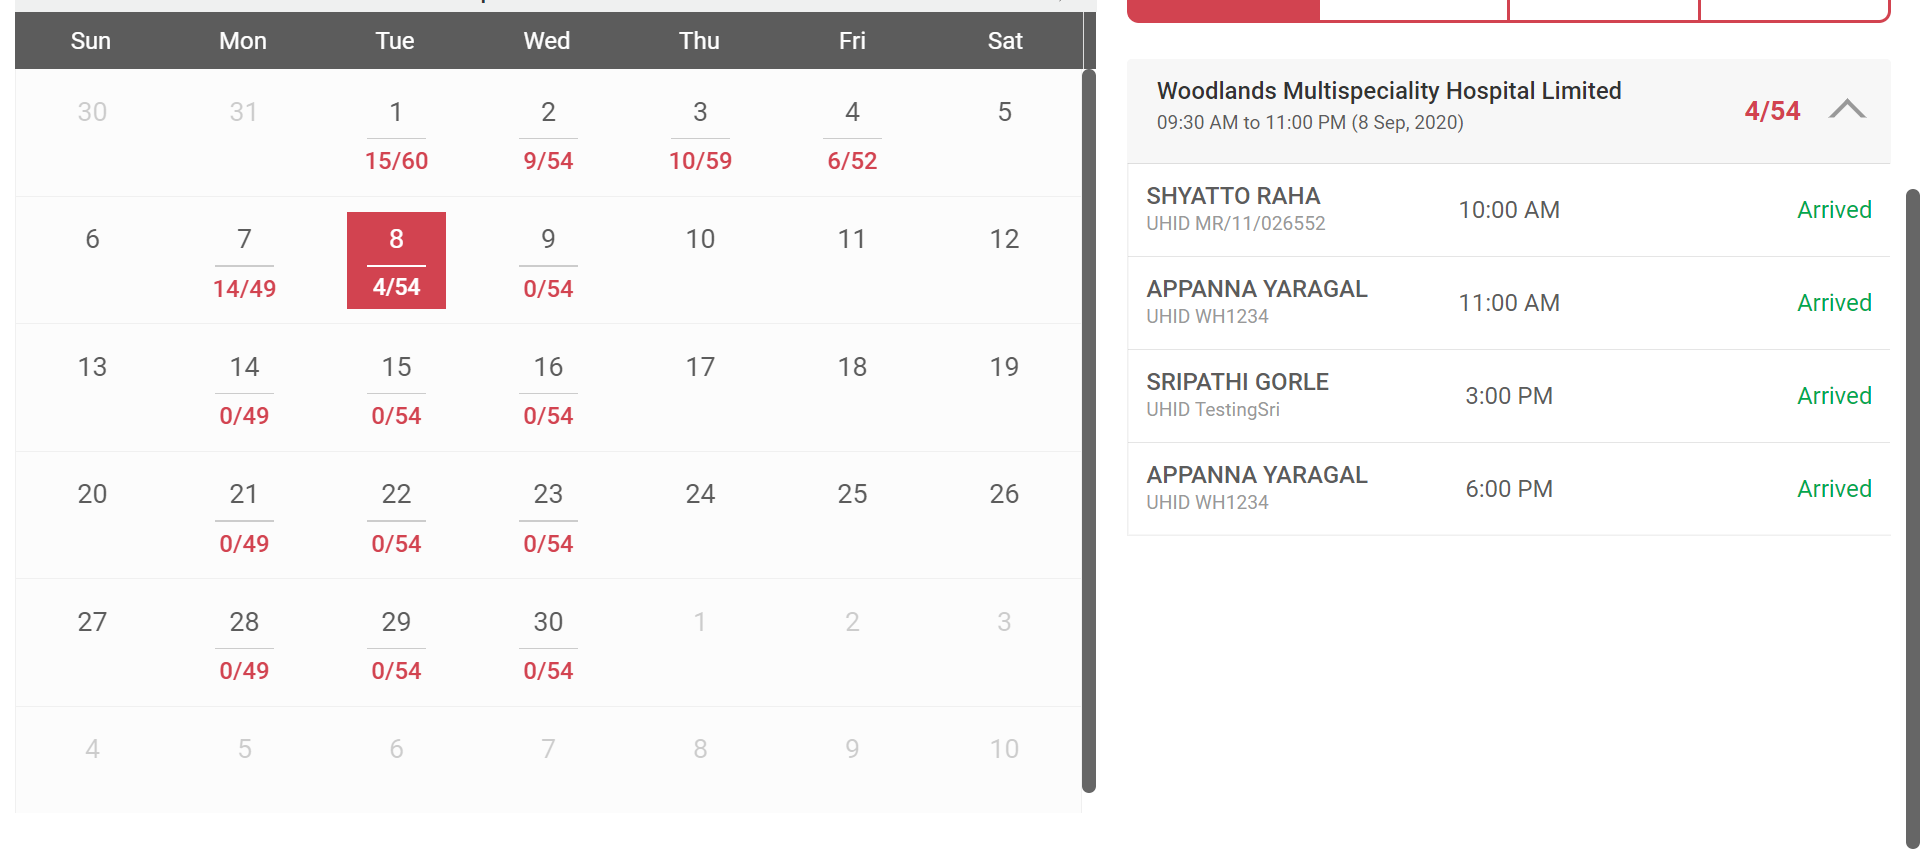 Sun Mon Tue Wed Thu Fri Sat
30 31 1 2 3 4 5
15/60 9/54 10/59 6/52
6 7 8 9 10 11 12
14/49 4/54 0/54
13 14 15 16 17 18 19
0/49 0/54 0/54
20 21 22 23 24 25 26
0/49 0/54 0/54
27 28 29 30 1 2 3
0/49 0/54 0/54
4 5 6 7 8 9 10
Woodlands Multispeciality Hospital Limited
09:30 AM to 11:00 PM (8 Sep, 2020)
4/54
SHYATTO RAHA
UHID MR/11/026552
10:00 AM
Arrived
APPANNA YARAGAL
UHID WH1234
11:00 AM
Arrived
SRIPATHI GORLE
UHID TestingSri
3:00 PM
Arrived
APPANNA YARAGAL
UHID WH1234
6:00 PM
Arrived